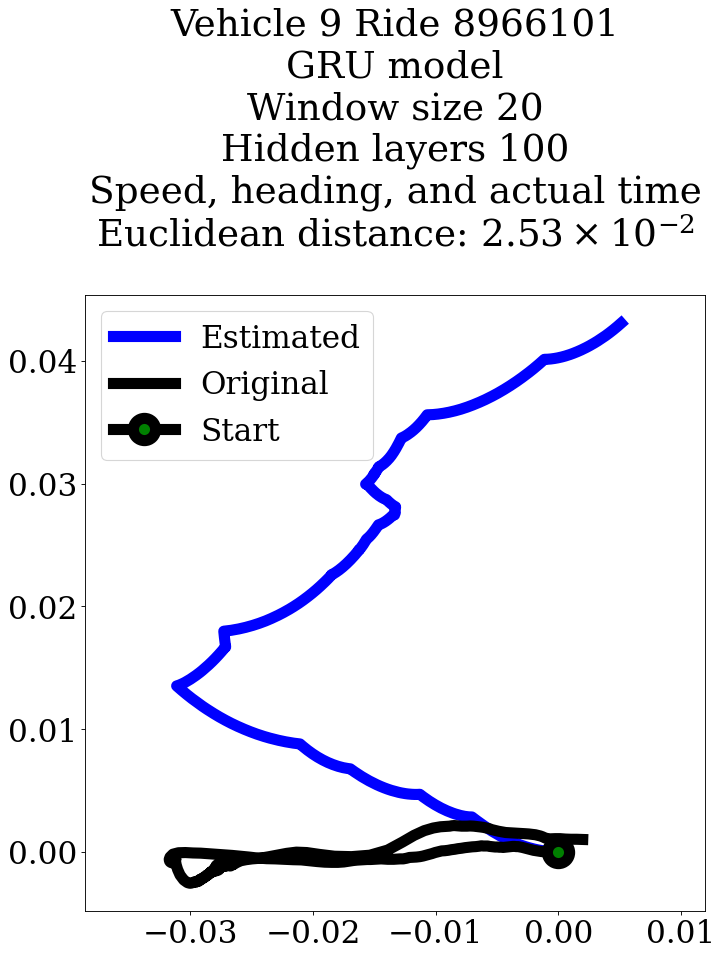 Vehicle 9 Ride 8966101
GRU model
Window size 20
Hidden layers 100
Speed, heading, and actual time
Euclidean distance: 2.53 × 10⁻²
Estimated
Original
Start
0.04
0.03
0.02
0.01
0.00
−0.03 −0.02 −0.01 0.00 0.01